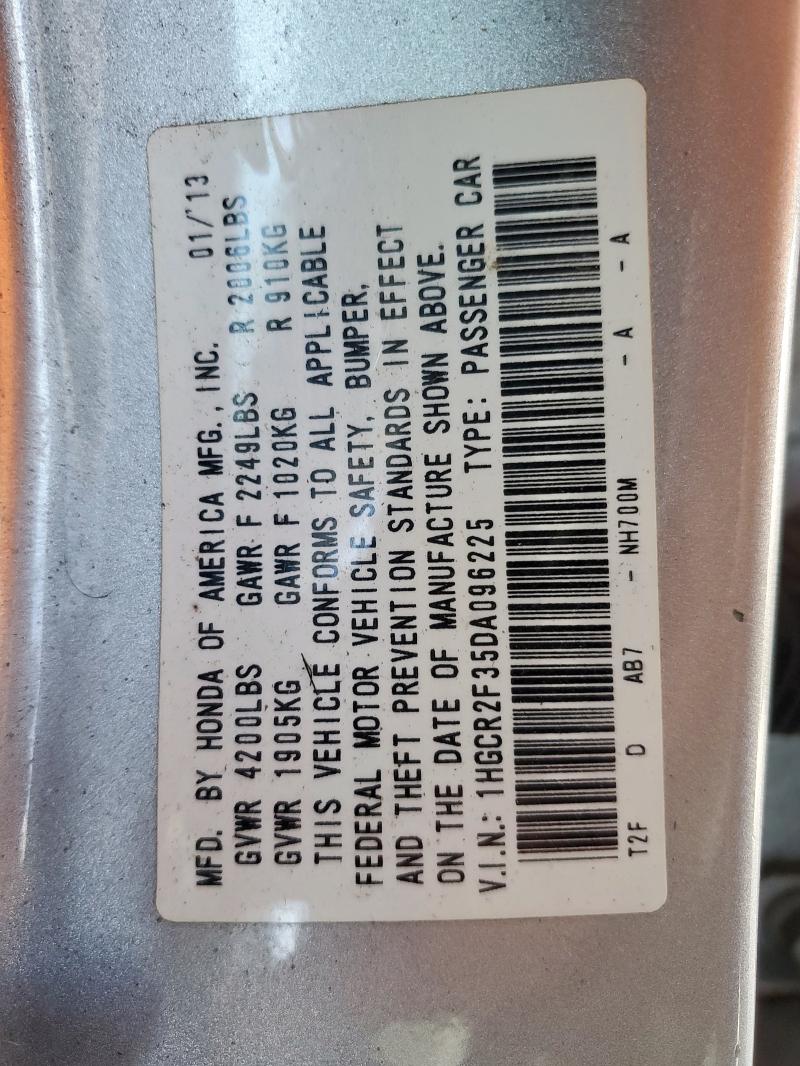 MFD. BY HONDA OF AMERICA MFG., INC. 01/'13
GVWR 4200LBS GAWR F 2249LBS R 2006LBS
GVWR 1905KG GAWR F 1020KG R 910KG
THIS VEHICLE CONFORMS TO ALL APPLICABLE
FEDERAL MOTOR VEHICLE SAFETY, BUMPER,
AND THEFT PREVENTION STANDARDS IN EFFECT
ON THE DATE OF MANUFACTURE SHOWN ABOVE.
V.I.N.: 1HGCR2F35DA096225 TYPE: PASSENGER CAR
T2F D AB7 - NH700M - A - A